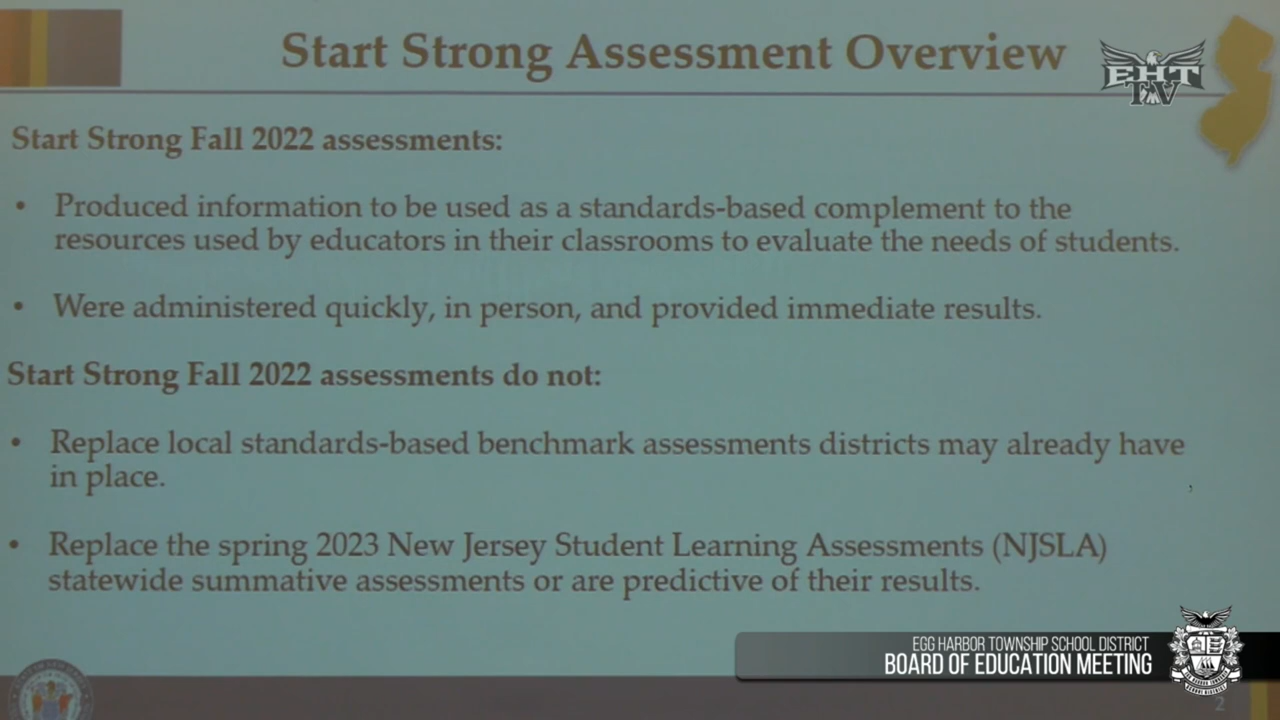 Start Strong Assessment Overview
EHT
TV
Start Strong Fall 2022 assessments:
• Produced information to be used as a standards-based complement to the
resources used by educators in their classrooms to evaluate the needs of students.
• Were administered quickly, in person, and provided immediate results.
Start Strong Fall 2022 assessments do not:
• Replace local standards-based benchmark assessments districts may already have
in place.
• Replace the spring 2023 New Jersey Student Learning Assessments (NJSLA)
statewide summative assessments or are predictive of their results.
EGG HARBOR TOWNSHIP SCHOOL DISTRICT
BOARD OF EDUCATION MEETING
2